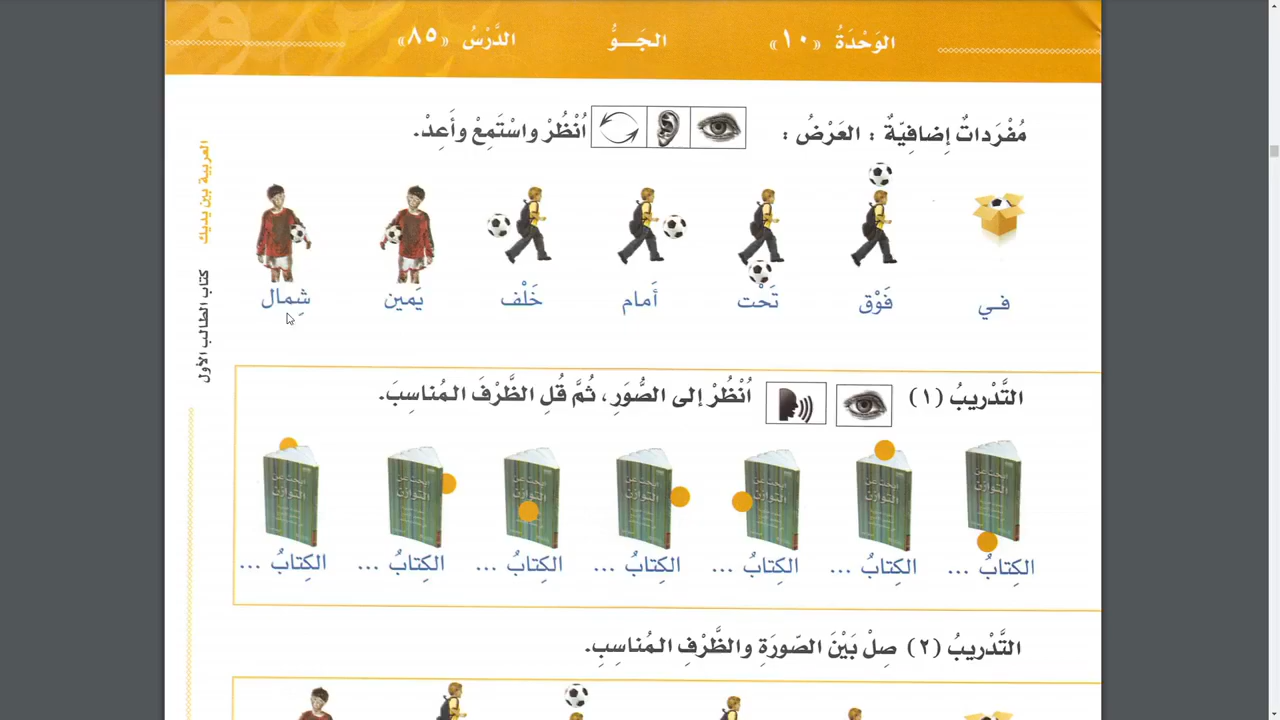 الوَحْدَةُ «١٠» الجَــوُّ الدَّرْسُ «٨٥»
مُفْرَداتٌ إضافِيّةٌ : العَرْضُ : اُنْظُرْ واسْتَمِعْ وأَعِدْ.
في فَوْق تَحْت أَمام خَلْف يَمين شِمال
التَّدْريبُ (١) اُنْظُرْ إلى الصُّوَرِ، ثُمَّ قُلِ الظَّرْفَ المُناسِبَ.
الكِتابُ ... الكِتابُ ... الكِتابُ ... الكِتابُ ... الكِتابُ ... الكِتابُ ... الكِتابُ ...
التَّدْريبُ (٢) صِلْ بَيْنَ الصّورَةِ والظَّرْفِ المُناسِبِ.
العربية بين يديك
كتاب الطالب الأول